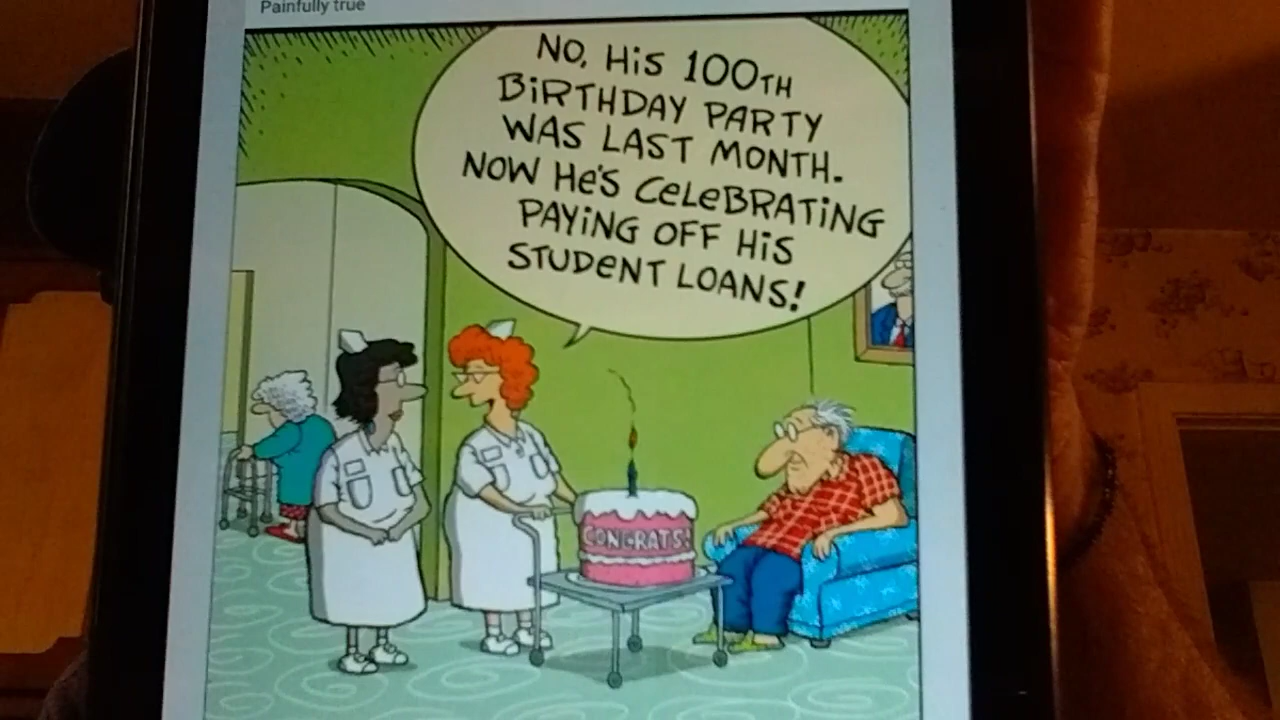 Painfully true
NO, HiS 100TH
BiRTHDAY PARTY
WAS LAST MONTH.
NOW He'S CeLeBRATiNG
PAYiNG OFF HiS
STUDeNT LOANS!
CONGRATS!